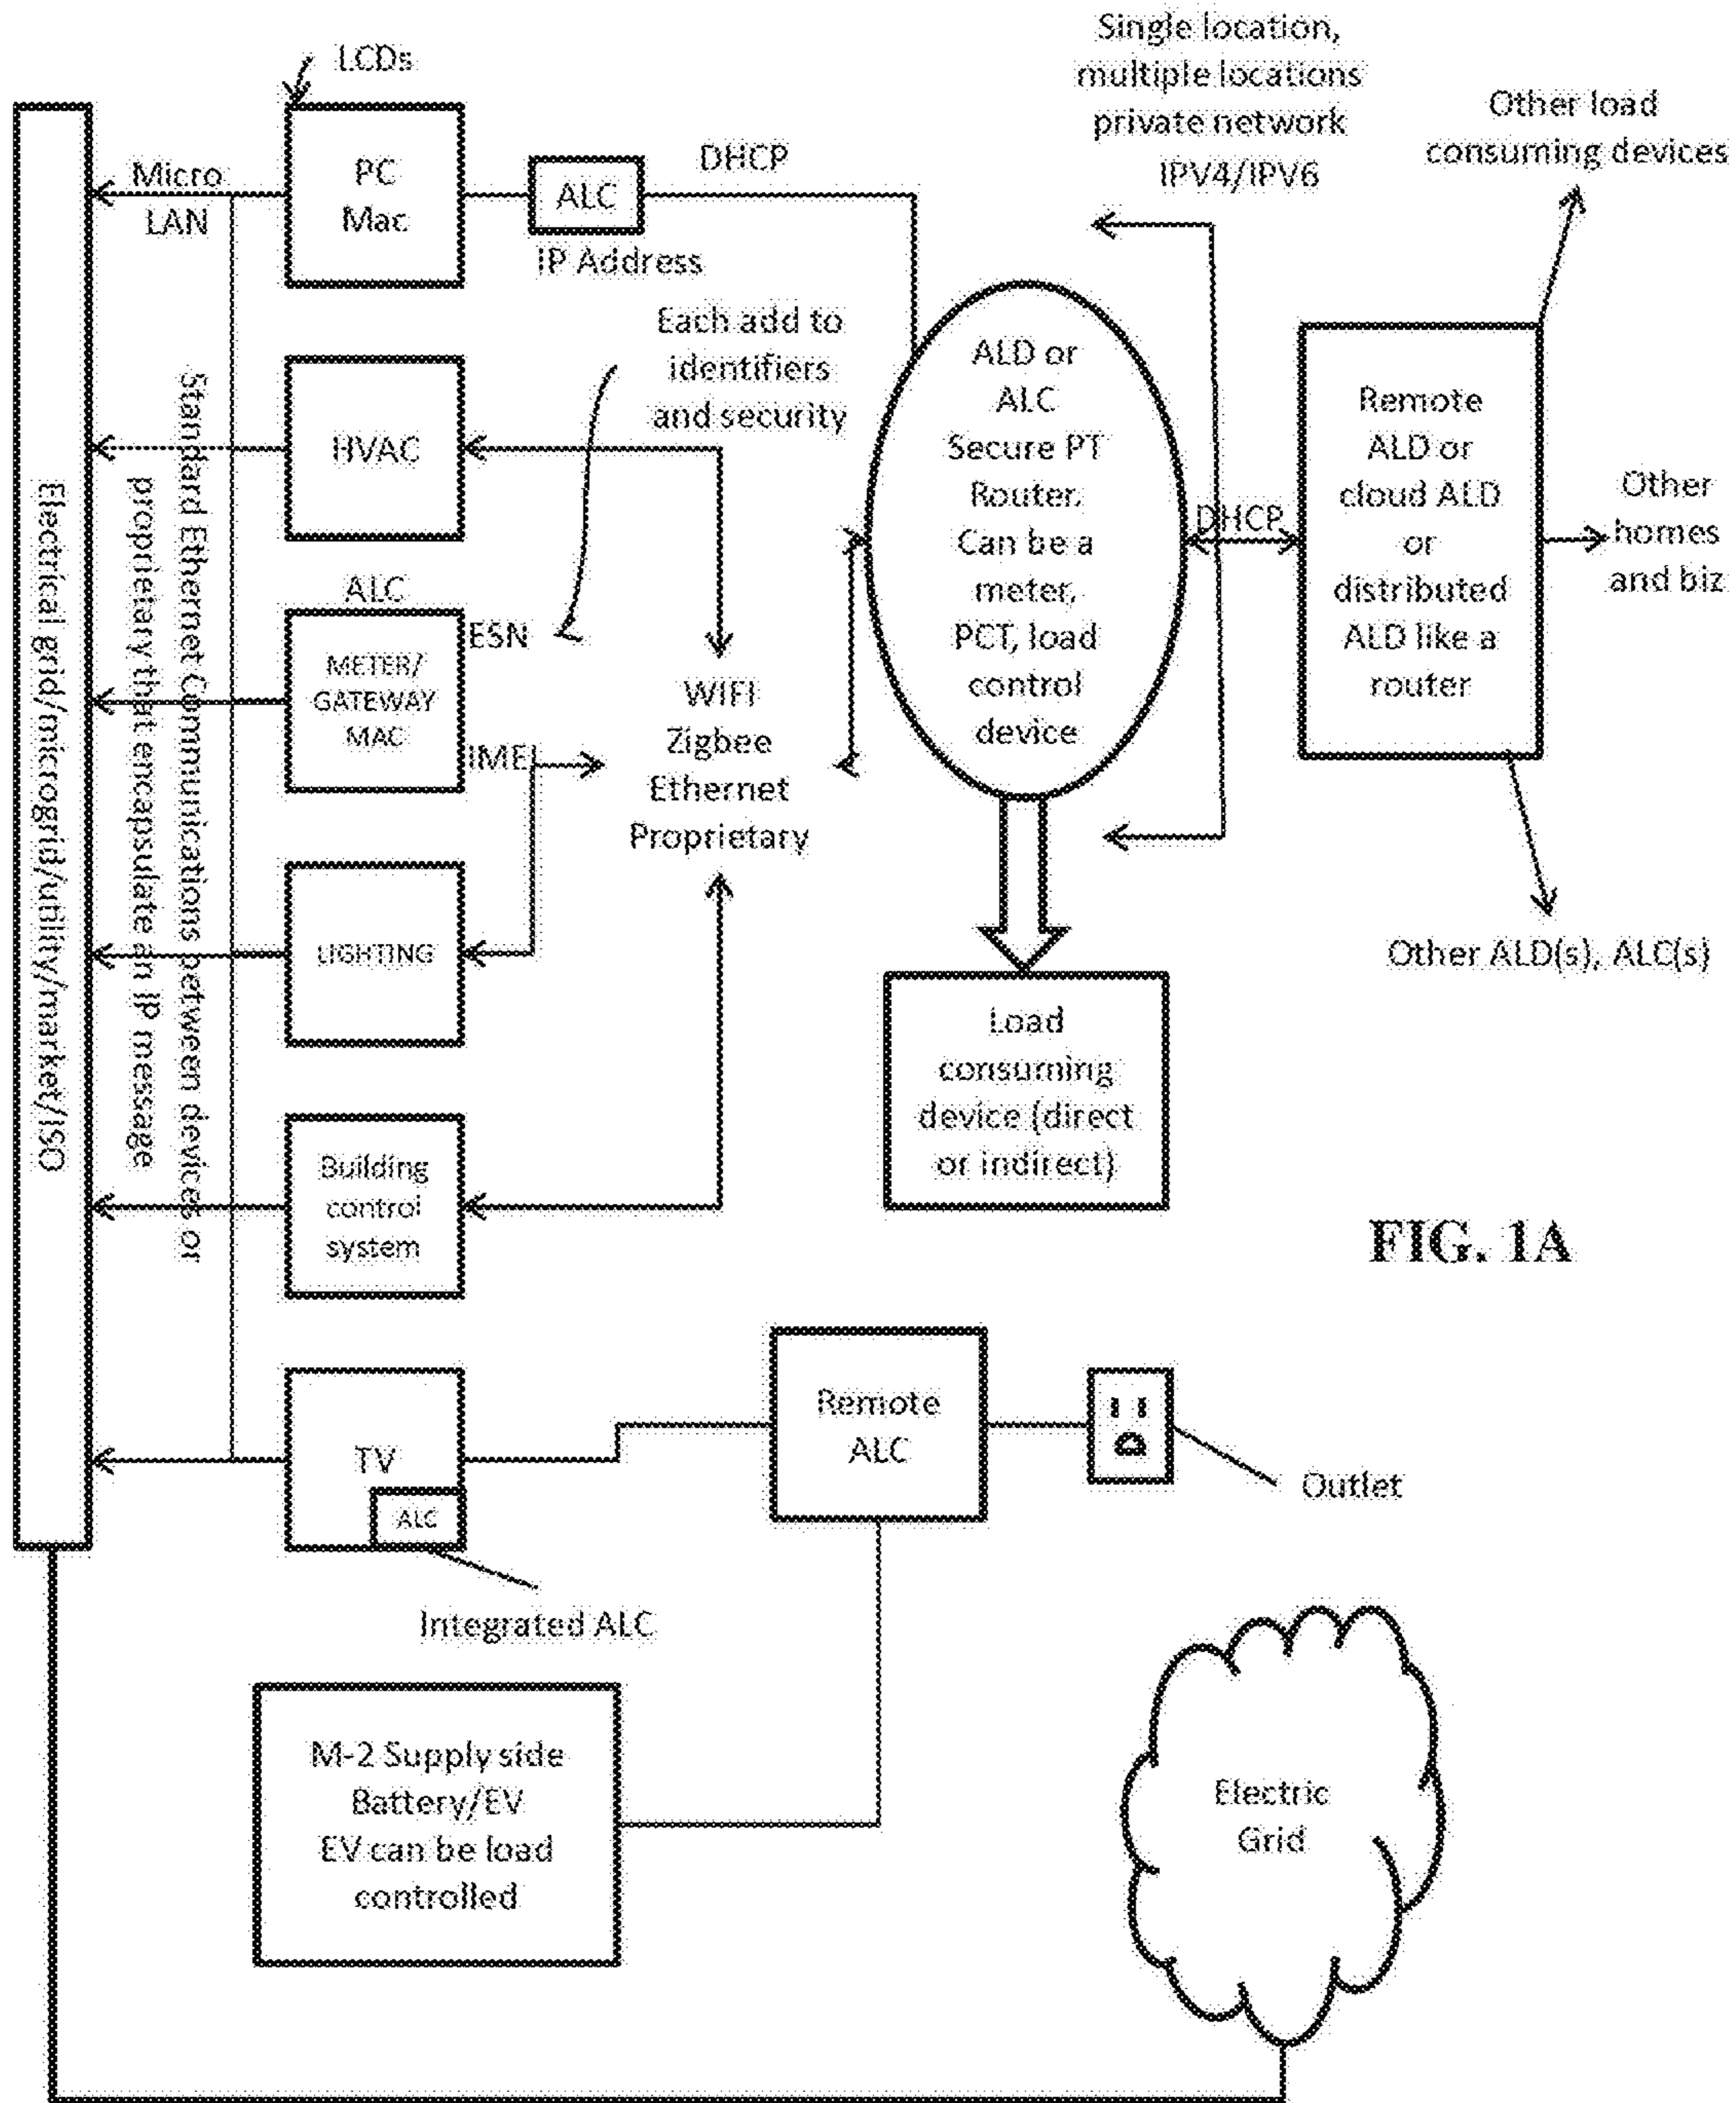 LCDs
Single location,
multiple locations
private network
IPV4/IPV6
Other load
consuming devices
Micro
LAN
PC
Mac
ALC
IP Address
DHCP
Each add to
identifiers
and security
HVAC
ALC
METER/
GATEWAY
MAC
ESN
IMEI
WIFI
Zigbee
Ethernet
Proprietary
ALD or
ALC
Secure PT
Router.
Can be a
meter,
PCT, load
control
device
DHCP
Remote
ALD or
cloud ALD
or
distributed
ALD like a
router
Other
homes
and biz
Other ALD(s), ALC(s)
LIGHTING
Load
consuming
device (direct
or indirect)
Building
control
system
Electrical grid/microgrid/utility/market/ISO
Standard Ethernet Communications between devices or
proprietary that encapsulate an IP message
FIG. 1A
TV
ALC
Integrated ALC
Remote
ALC
Outlet
M-2 Supply side
Battery/EV
EV can be load
controlled
Electric
Grid